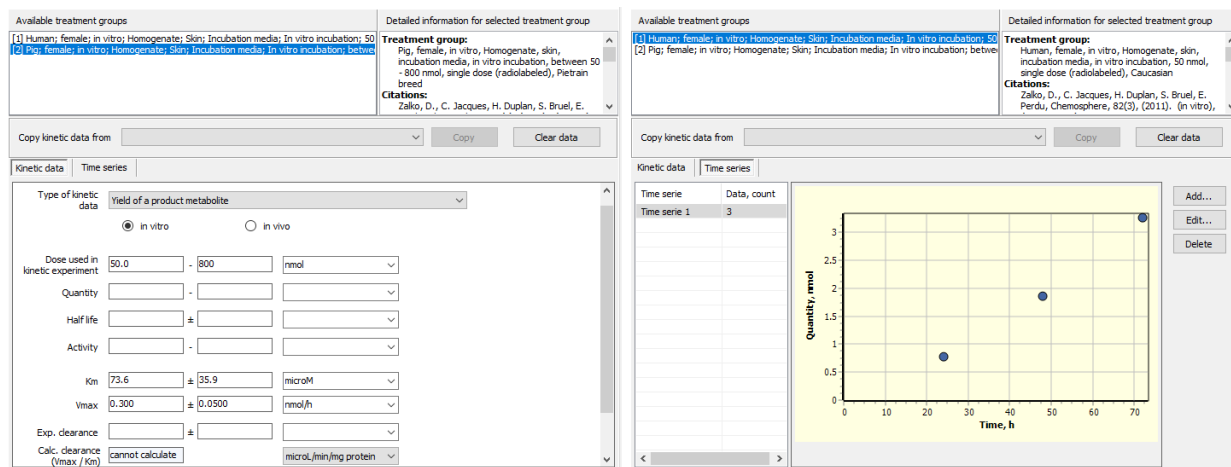 Available treatment groups
Detailed information for selected treatment group
[1] Human; female; in vitro; Homogenate; Skin; Incubation media; In vitro incubation; 50
[2] Pig; female; in vitro; Homogenate; Skin; Incubation media; In vitro incubation; betwe
Treatment group:
Pig, female, in vitro, Homogenate, skin,
incubation media, in vitro incubation, between 50
- 800 nmol, single dose (radiolabeled), Pietrain
breed
Citations:
Zalko, D., C. Jacques, H. Duplan, S. Bruel, E.
Copy kinetic data from
Copy
Clear data
Kinetic data
Time series
Type of kinetic
data
Yield of a product metabolite
in vitro
in vivo
Dose used in
kinetic experiment
50.0 - 800 nmol
Quantity -
Half life ±
Activity -
Km 73.6 ± 35.9 microM
Vmax 0.300 ± 0.0500 nmol/h
Exp. clearance ±
Calc. clearance
(Vmax / Km)
cannot calculate
microL/min/mg protein
Available treatment groups
Detailed information for selected treatment group
[1] Human; female; in vitro; Homogenate; Skin; Incubation media; In vitro incubation; 50
[2] Pig; female; in vitro; Homogenate; Skin; Incubation media; In vitro incubation; betwee
Treatment group:
Human, female, in vitro, Homogenate, skin,
incubation media, in vitro incubation, 50 nmol,
single dose (radiolabeled), Caucasian
Citations:
Zalko, D., C. Jacques, H. Duplan, S. Bruel, E.
Perdu, Chemosphere, 82(3), (2011). (in vitro),
Copy kinetic data from
Copy
Clear data
Kinetic data
Time series
Time serie
Data, count
Time serie 1
3
Add...
Edit...
Delete
Quantity, nmol
3
2.5
2
1.5
1
0.5
0
0 10 20 30 40 50 60 70
Time, h